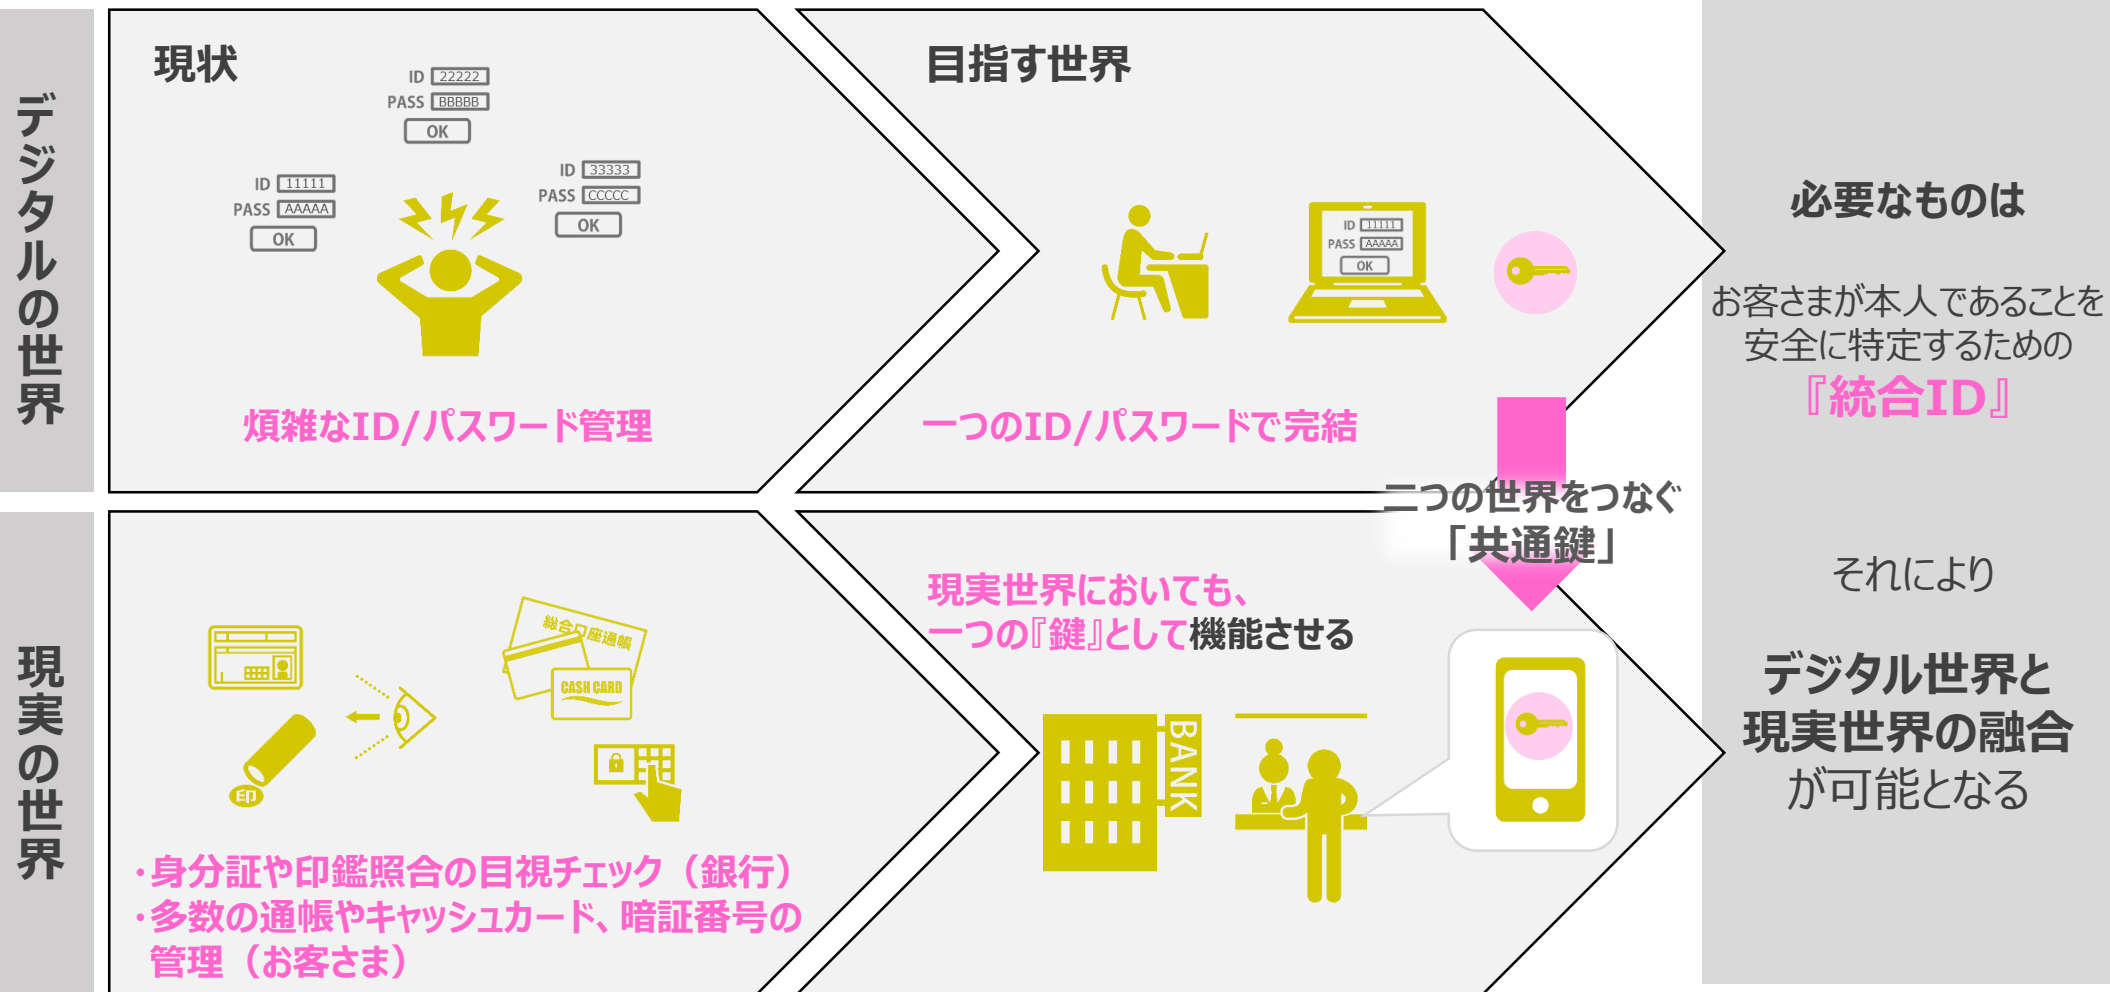 デジタルの世界
現状
ID 22222
PASS BBBBB
OK
ID 11111
PASS AAAAA
OK
ID 33333
PASS CCCCC
OK
煩雑なID/パスワード管理
目指す世界
ID 11111
PASS AAAAA
OK
一つのID/パスワードで完結
二つの世界をつなぐ
「共通鍵」
現実の世界
総合口座通帳
CASH CARD
印
・身分証や印鑑照合の目視チェック（銀行）
・多数の通帳やキャッシュカード、暗証番号の
管理（お客さま）
現実世界においても、
一つの『鍵』として機能させる
BANK
必要なものは
お客さまが本人であることを
安全に特定するための
『統合ID』
それにより
デジタル世界と
現実世界の融合
が可能となる